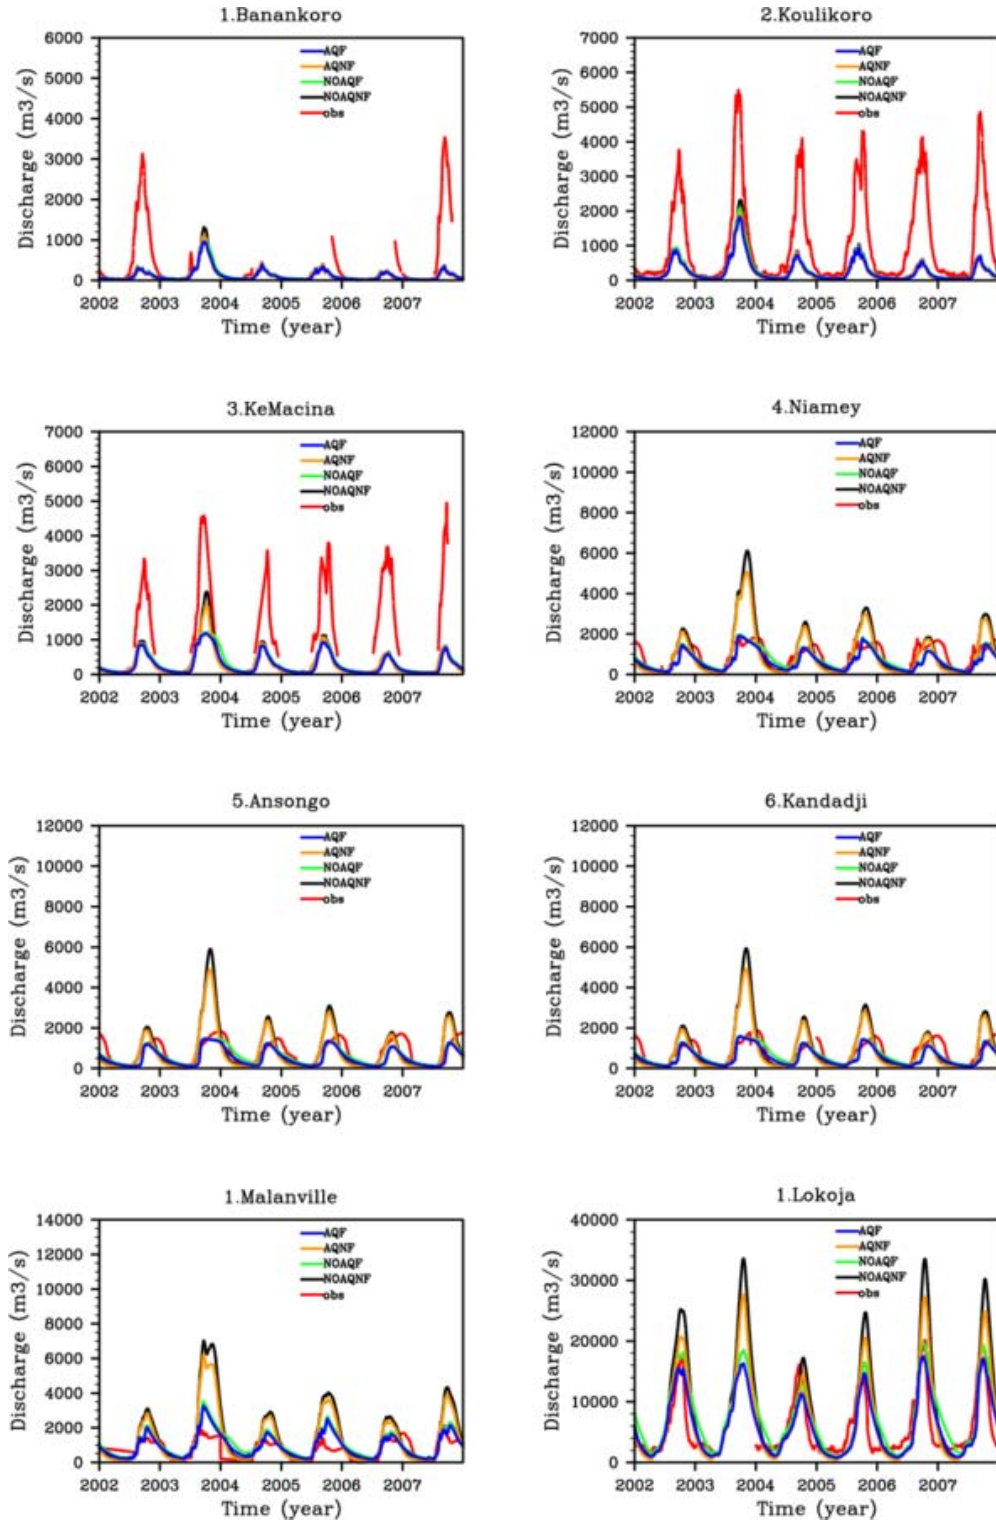 1.Banankoro
6000
5000
4000
3000
2000
1000
0
Discharge (m3/s)
AQF
AQNF
NOAQF
NOAQNF
obs
2002 2003 2004 2005 2006 2007
Time (year)
2.Koulikoro
7000
6000
5000
4000
3000
2000
1000
0
Discharge (m3/s)
AQF
AQNF
NOAQF
NOAQNF
obs
2002 2003 2004 2005 2006 2007
Time (year)
3.KeMacina
7000
6000
5000
4000
3000
2000
1000
0
Discharge (m3/s)
AQF
AQNF
NOAQF
NOAQNF
obs
2002 2003 2004 2005 2006 2007
Time (year)
4.Niamey
12000
10000
8000
6000
4000
2000
0
Discharge (m3/s)
AQF
AQNF
NOAQF
NOAQNF
obs
2002 2003 2004 2005 2006 2007
Time (year)
5.Ansongo
12000
10000
8000
6000
4000
2000
0
Discharge (m3/s)
AQF
AQNF
NOAQF
NOAQNF
obs
2002 2003 2004 2005 2006 2007
Time (year)
6.Kandadji
12000
10000
8000
6000
4000
2000
0
Discharge (m3/s)
AQF
AQNF
NOAQF
NOAQNF
obs
2002 2003 2004 2005 2006 2007
Time (year)
1.Malanville
14000
12000
10000
8000
6000
4000
2000
0
Discharge (m3/s)
AQF
AQNF
NOAQF
NOAQNF
obs
2002 2003 2004 2005 2006 2007
Time (year)
1.Lokoja
40000
30000
20000
10000
0
Discharge (m3/s)
AQF
AQNF
NOAQF
NOAQNF
obs
2002 2003 2004 2005 2006 2007
Time (year)